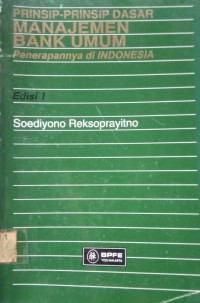 PRINSIP-PRINSIP DASAR
MANAJEMEN
BANK UMUM
Penerapannya di INDONESIA
Edisi 1
Soediyono Reksoprayitno
BPFE
YOGYAKARTA